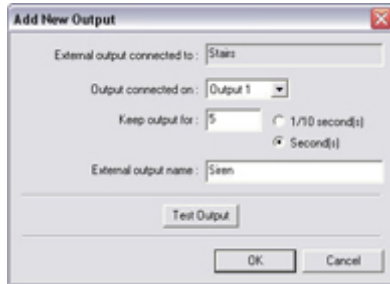 Add New Output
External output connected to : Stairs
Output connected on : Output 1
Keep output for : 5 1/10 second(s)
Second(s)
External output name : Siren
Test Output
OK Cancel